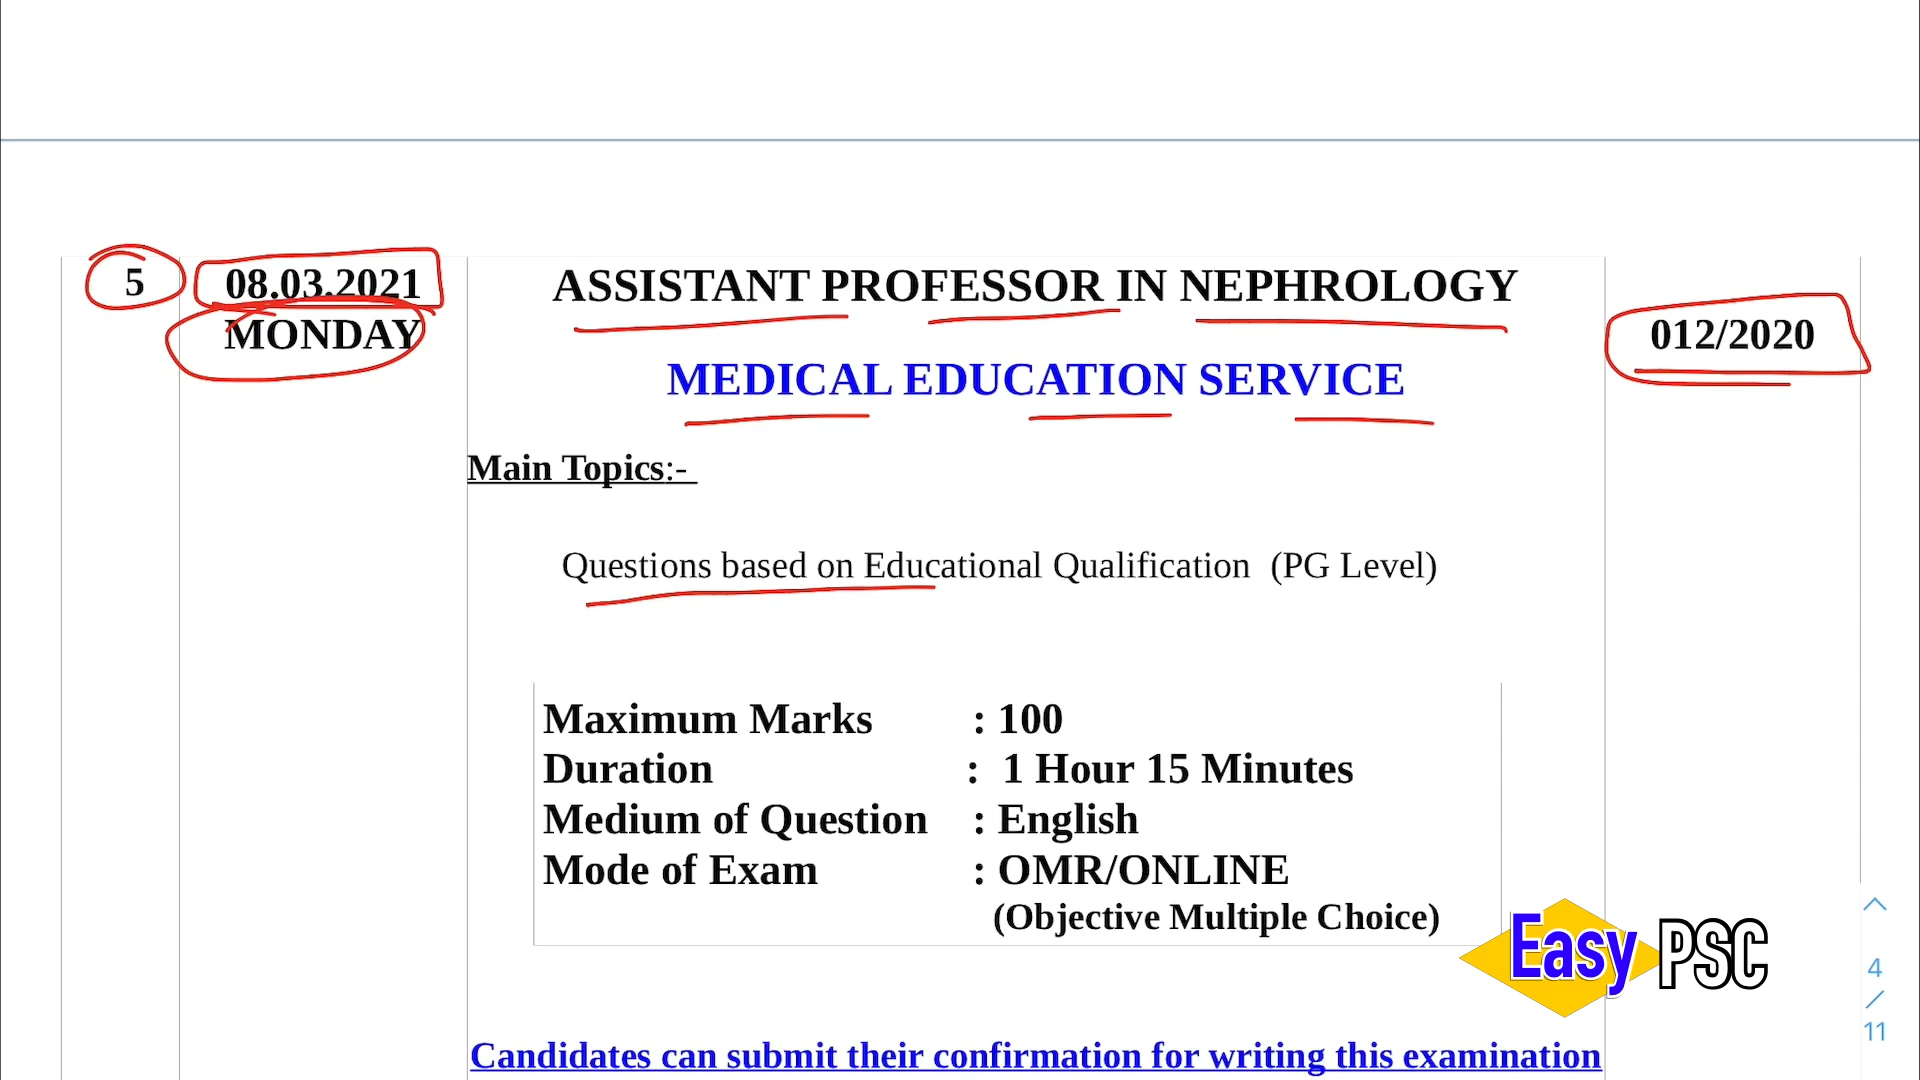 5
08.03.2021
MONDAY
ASSISTANT PROFESSOR IN NEPHROLOGY
MEDICAL EDUCATION SERVICE
012/2020
Main Topics:-
Questions based on Educational Qualification (PG Level)
Maximum Marks : 100
Duration : 1 Hour 15 Minutes
Medium of Question : English
Mode of Exam : OMR/ONLINE
(Objective Multiple Choice)
Easy PSC
4
/
11
Candidates can submit their confirmation for writing this examination